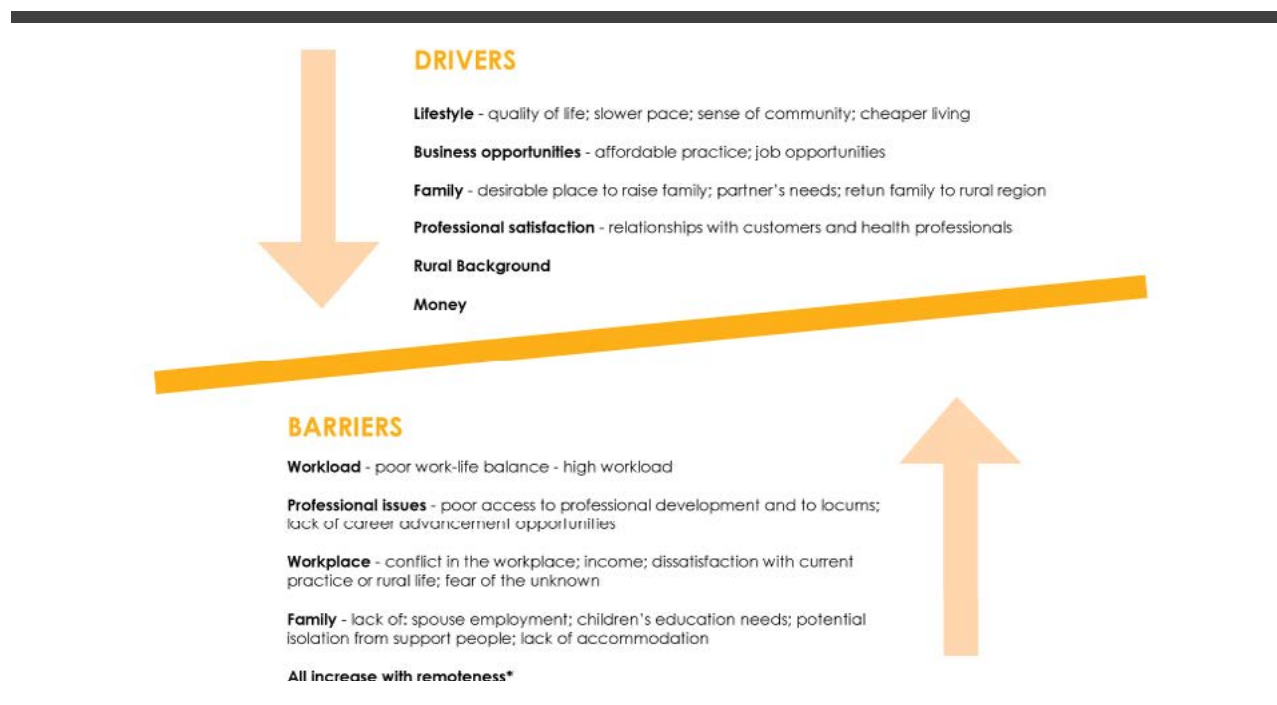 DRIVERS
Lifestyle - quality of life; slower pace; sense of community; cheaper living
Business opportunities - affordable practice; job opportunities
Family - desirable place to raise family; partner's needs; retun family to rural region
Professional satisfaction - relationships with customers and health professionals
Rural Background
Money
BARRIERS
Workload - poor work-life balance - high workload
Professional issues - poor access to professional development and to locums;
lack of career advancement opportunities
Workplace - conflict in the workplace; income; dissatisfaction with current
practice or rural life; fear of the unknown
Family - lack of: spouse employment; children's education needs; potential
isolation from support people; lack of accommodation
All increase with remoteness*